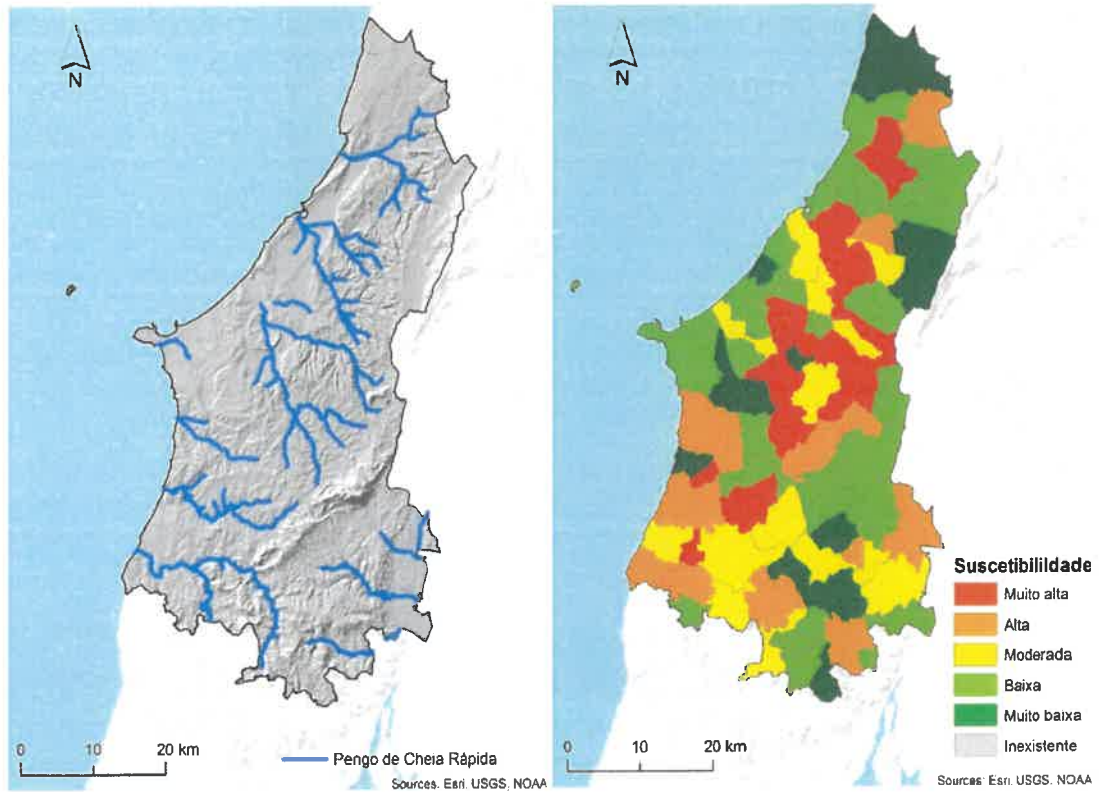 N
0 10 20 km
Pengo de Cheia Rápida
Sources. Esri. USGS, NOAA
N
Suscetibilildade
Muito alta
Alta
Moderada
Baixa
Muito baixa
Inexistente
0 10 20 km
Sources: Esri. USGS. NOAA